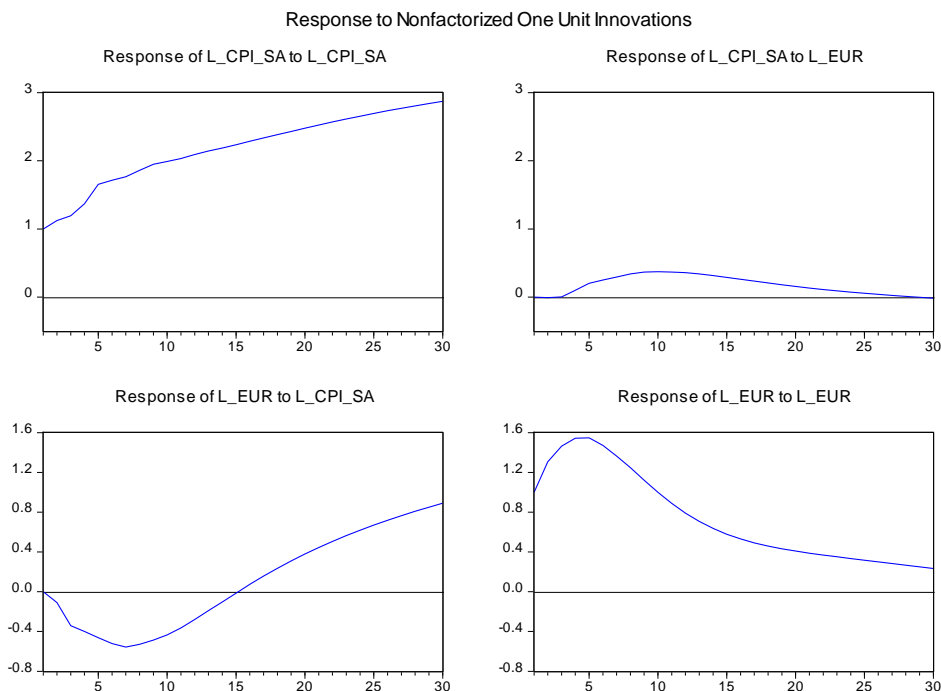 Response to Nonfactorized One Unit Innovations
Response of L_CPI_SA to L_CPI_SA
3
2
1
0
5 10 15 20 25 30
Response of L_CPI_SA to L_EUR
3
2
1
0
5 10 15 20 25 30
Response of L_EUR to L_CPI_SA
1.6
1.2
0.8
0.4
0.0
-0.4
-0.8
5 10 15 20 25 30
Response of L_EUR to L_EUR
1.6
1.2
0.8
0.4
0.0
-0.4
-0.8
5 10 15 20 25 30